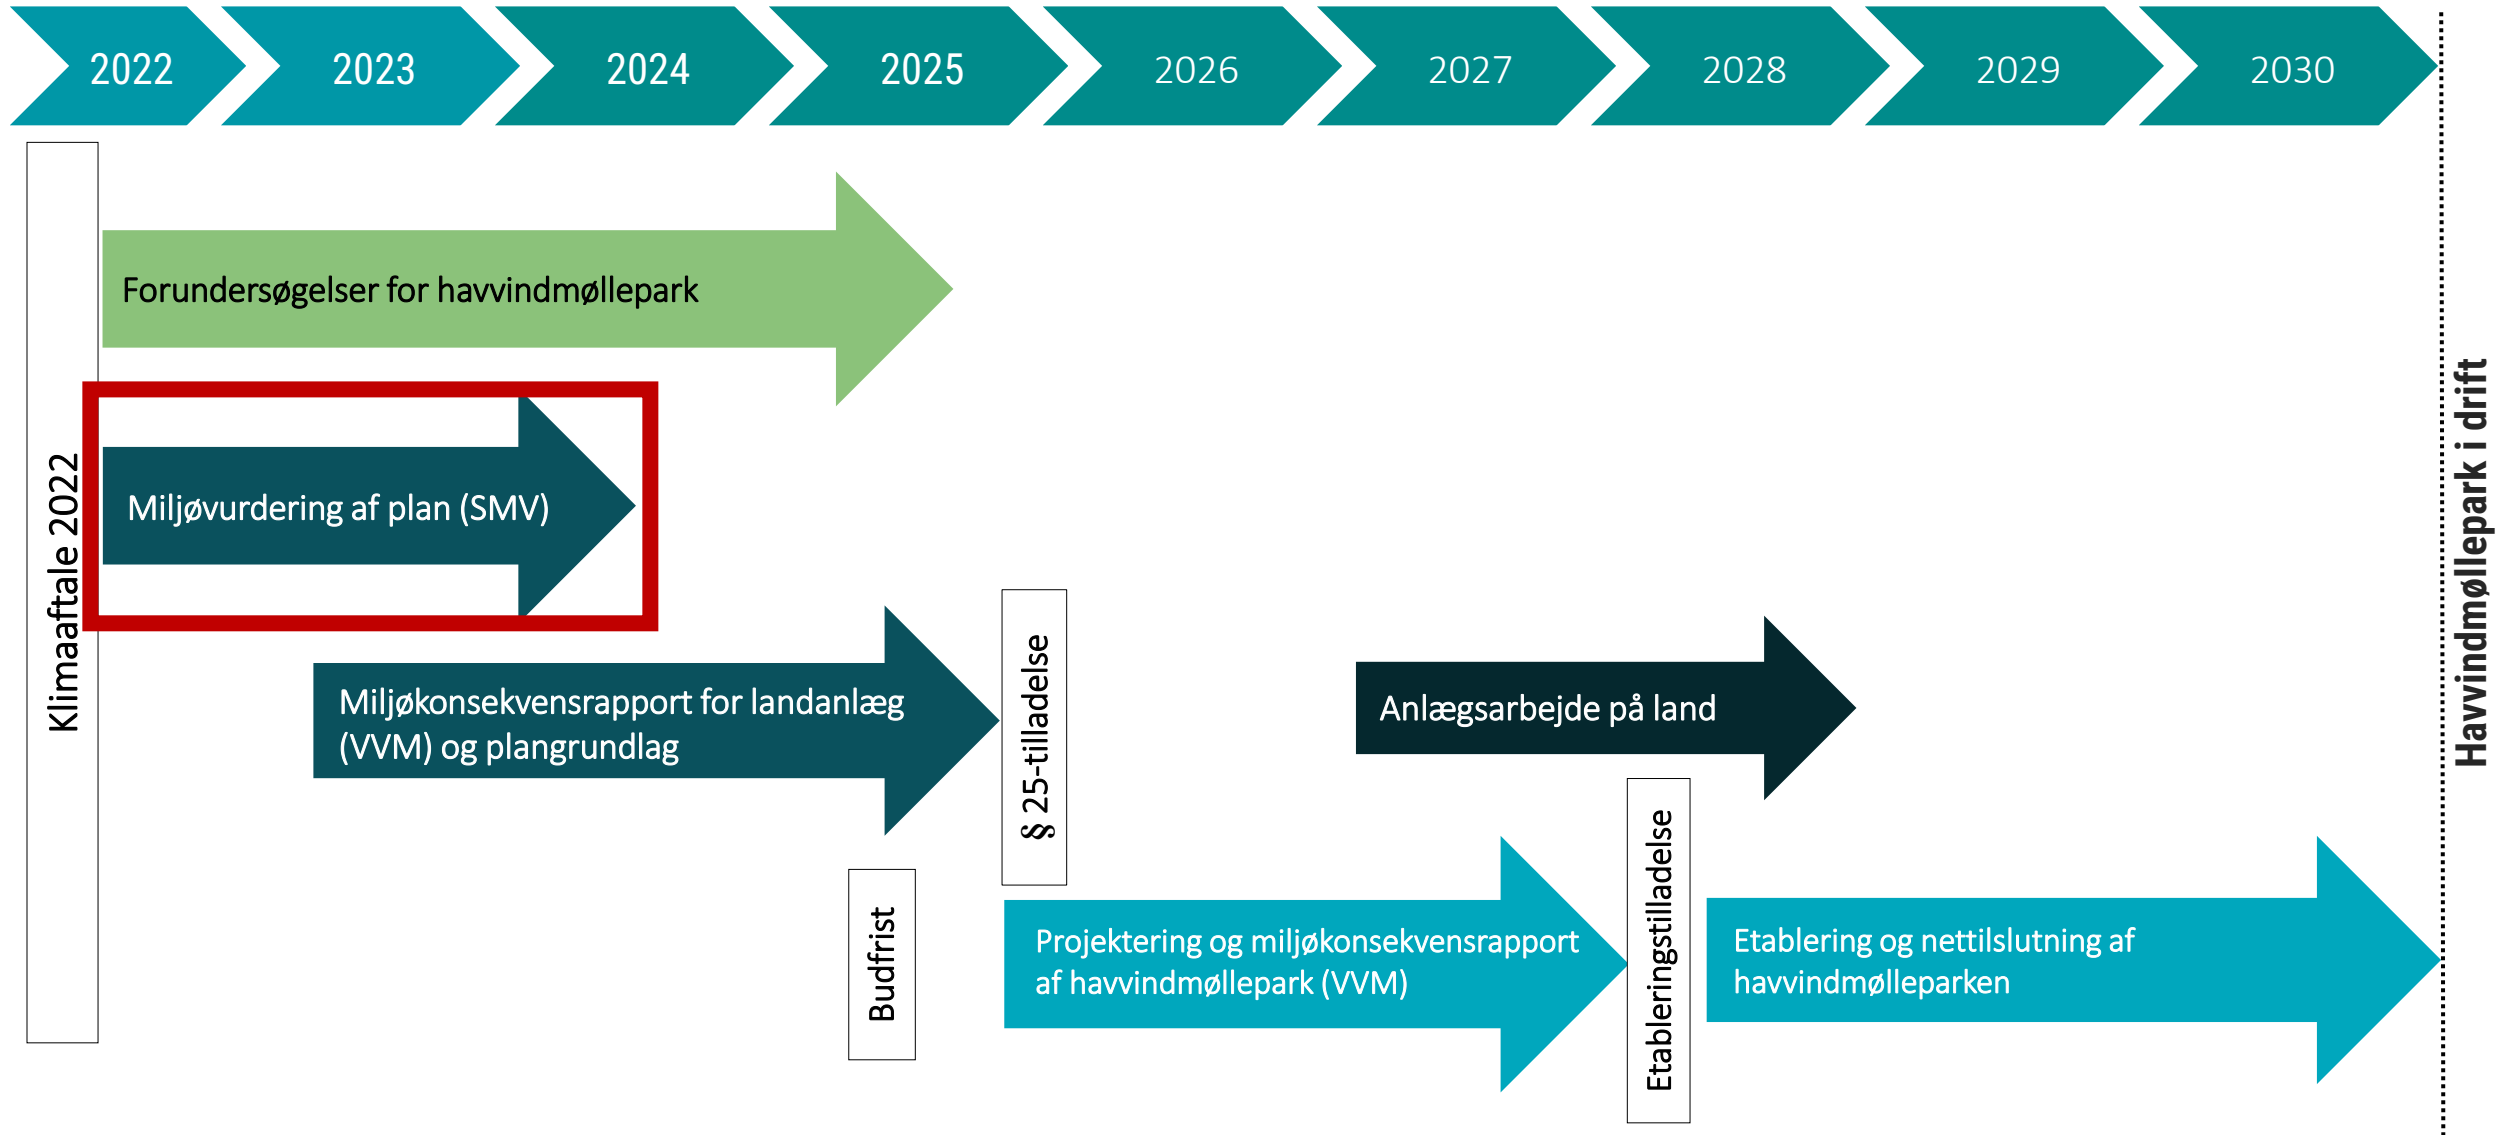 2022
2023
2024
2025
2026
2027
2028
2029
2030
Klimaaftale 2022
Forundersøgelser for havvindmøllepark
Miljøvurdering af plan (SMV)
Miljøkonsekvensrapport for landanlæg
(VVM) og plangrundlag
Budfrist
§ 25-tilladelse
Anlægsarbejde på land
Projektering og miljøkonsekvensrapport
af havvindmøllepark (VVM)
Etableringstilladelse
Etablering og nettilslutning af
havvindmølleparken
Havvindmøllepark i drift